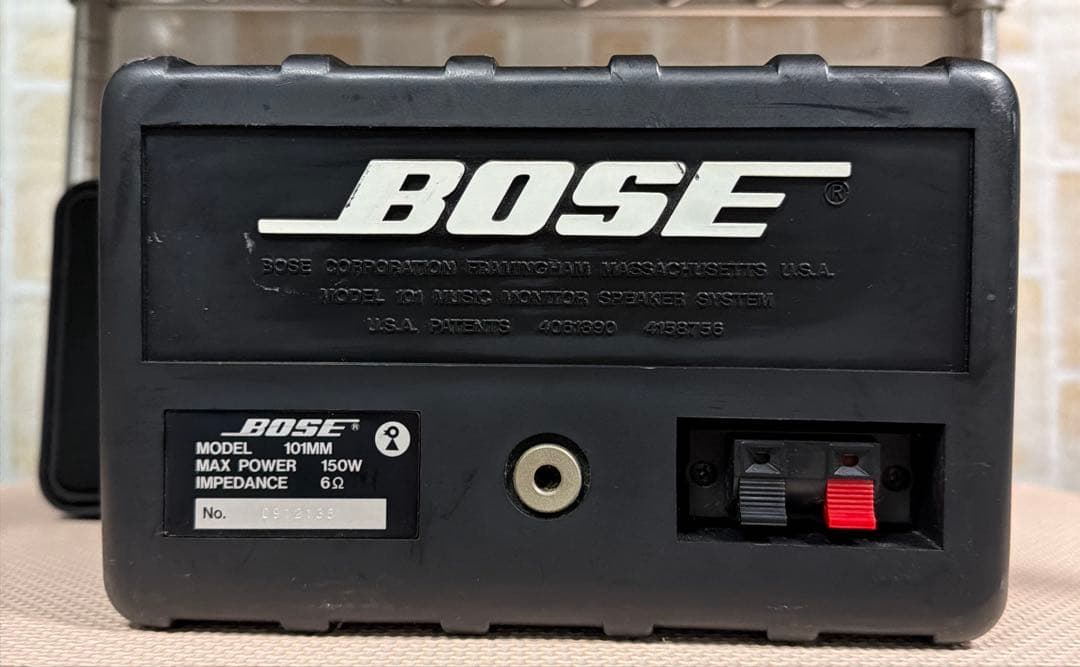 BOSE ®
BOSE CORPORATION FRAMINGHAM MASSACHUSETTS U.S.A.
MODEL 101 MUSIC MONITOR SPEAKER SYSTEM
U.S.A. PATENTS 4061890 4158756
BOSE ®
MODEL 101MM
MAX POWER 150W
IMPEDANCE 6Ω
No.